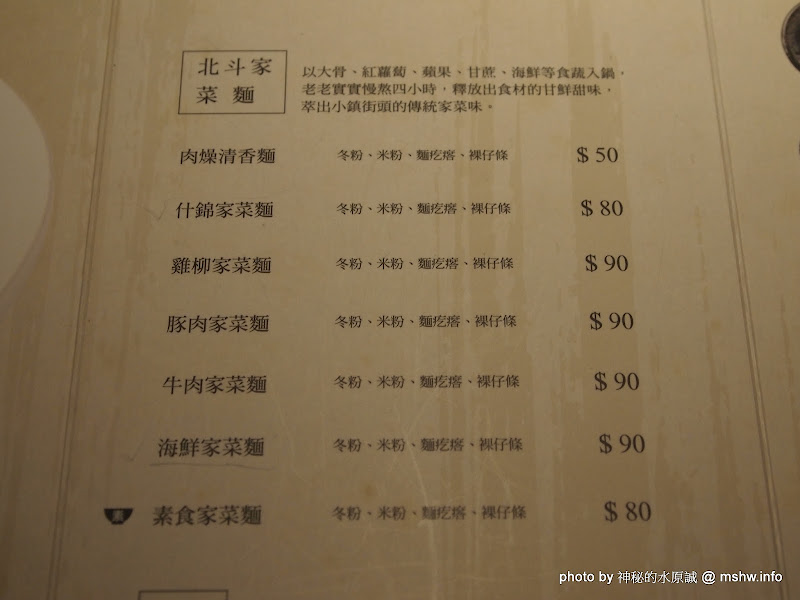 北斗家
菜麵
以大骨、紅蘿蔔、蘋果、甘蔗、海鮮等食蔬入鍋，
老老實實慢熬四小時，釋放出食材的甘鮮甜味，
萃出小鎮街頭的傳統家菜味。
肉燥清香麵 冬粉、米粉、麵疙瘩、粿仔條 $ 50
什錦家菜麵 冬粉、米粉、麵疙瘩、粿仔條 $ 80
雞柳家菜麵 冬粉、米粉、麵疙瘩、粿仔條 $ 90
豚肉家菜麵 冬粉、米粉、麵疙瘩、粿仔條 $ 90
牛肉家菜麵 冬粉、米粉、麵疙瘩、粿仔條 $ 90
海鮮家菜麵 冬粉、米粉、麵疙瘩、粿仔條 $ 90
素 素食家菜麵 冬粉、米粉、麵疙瘩、粿仔條 $ 80
photo by 神秘的水原誠 @ mshw.info